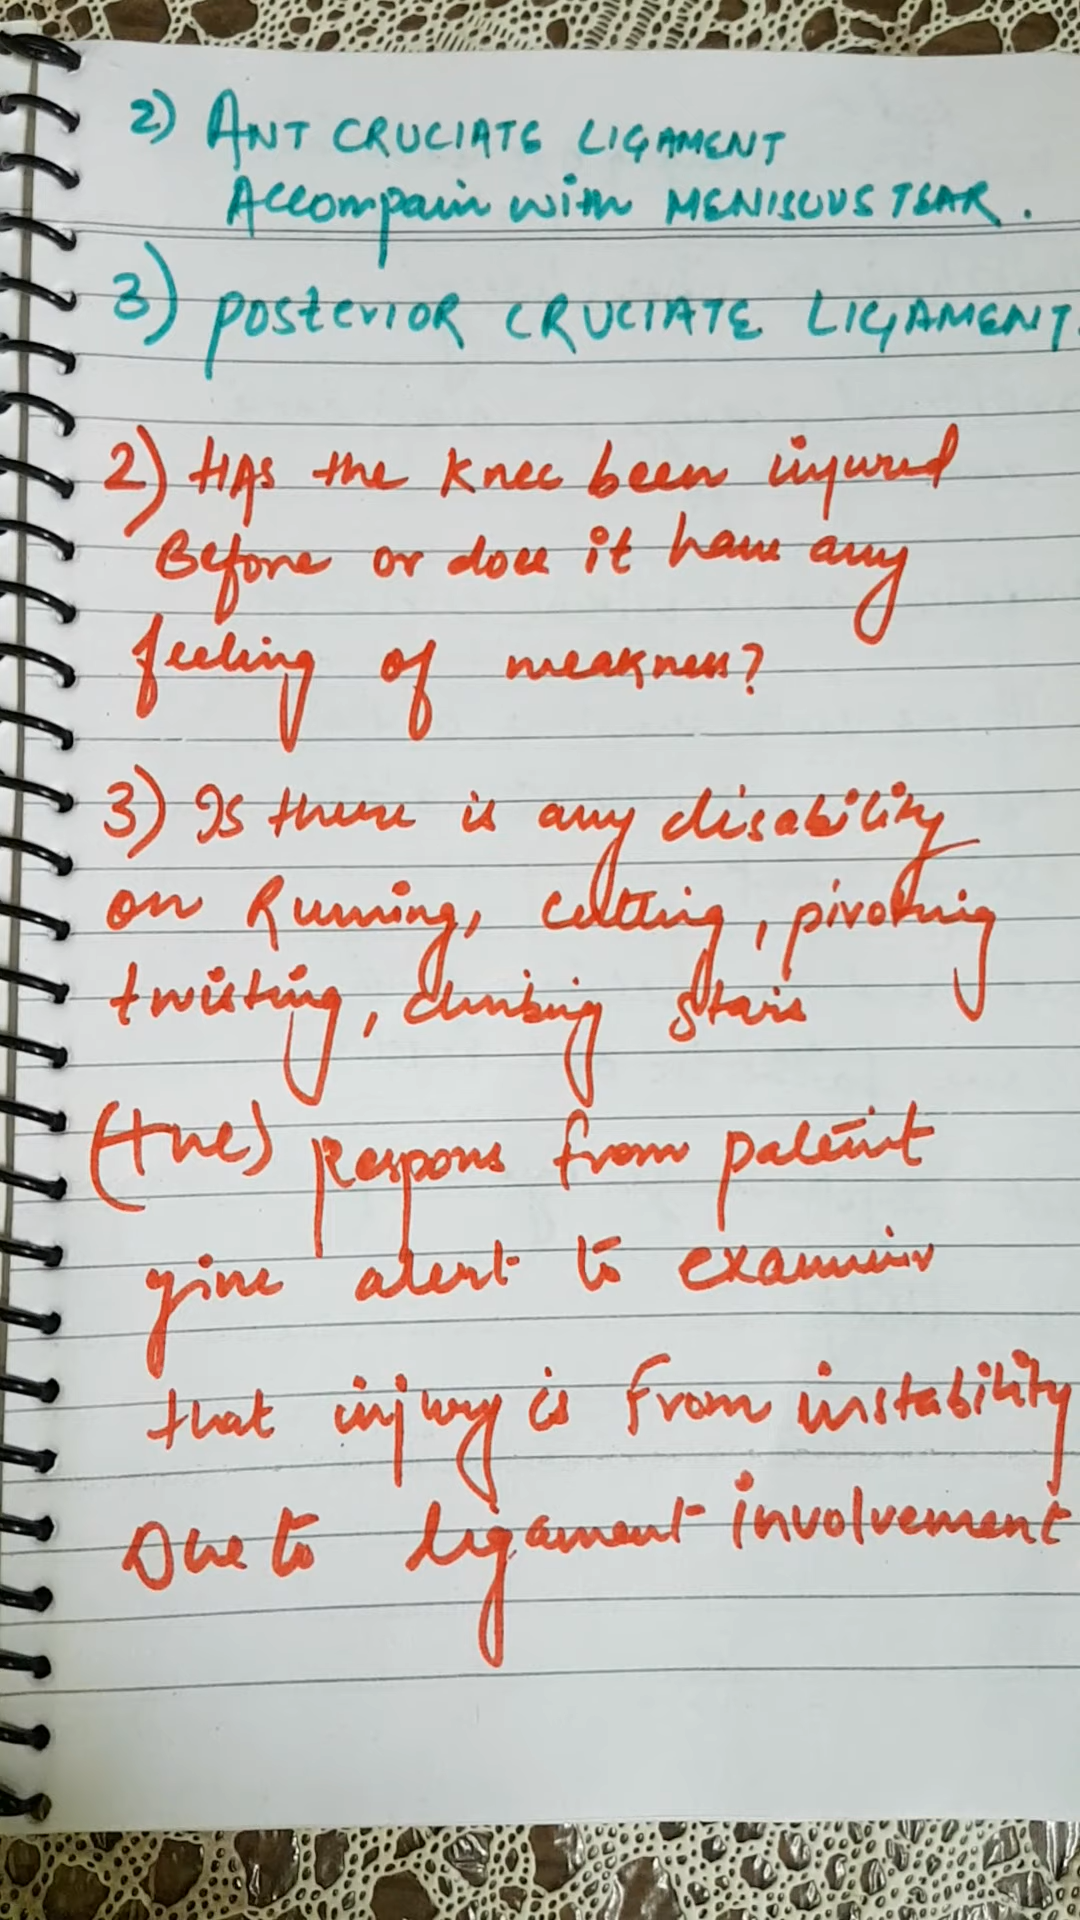 2) ANT CRUCIATE LIGAMENT
Accompain with MENISUUS TEAR.
3) POSterIOR CRUCIATE LIGAMENT.
2) HAs the Knee been injured
Before or does it have any
feeling of weakness?
3) Is there is any disability
on Running, cutting, pivoting
twisting, climbing stairs
(+ve) Respons from patient
give alert to examiner
that injury is From instability
Due to ligament involvement